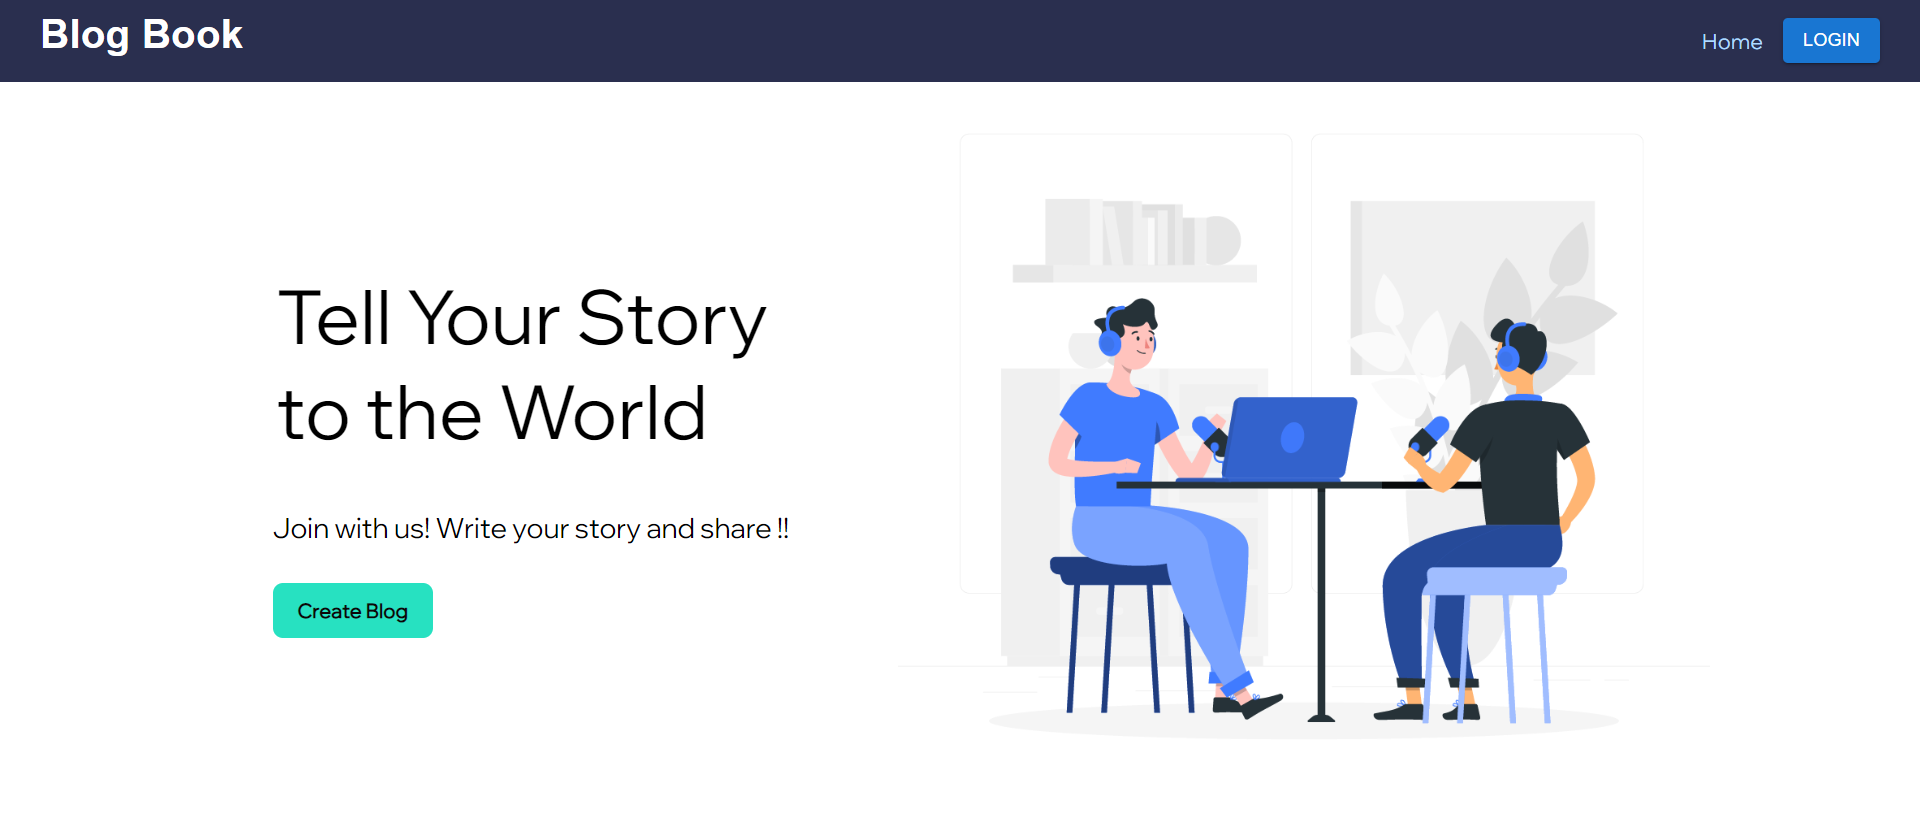 Blog Book
Home
LOGIN
Tell Your Story
to the World
Join with us! Write your story and share !!
Create Blog